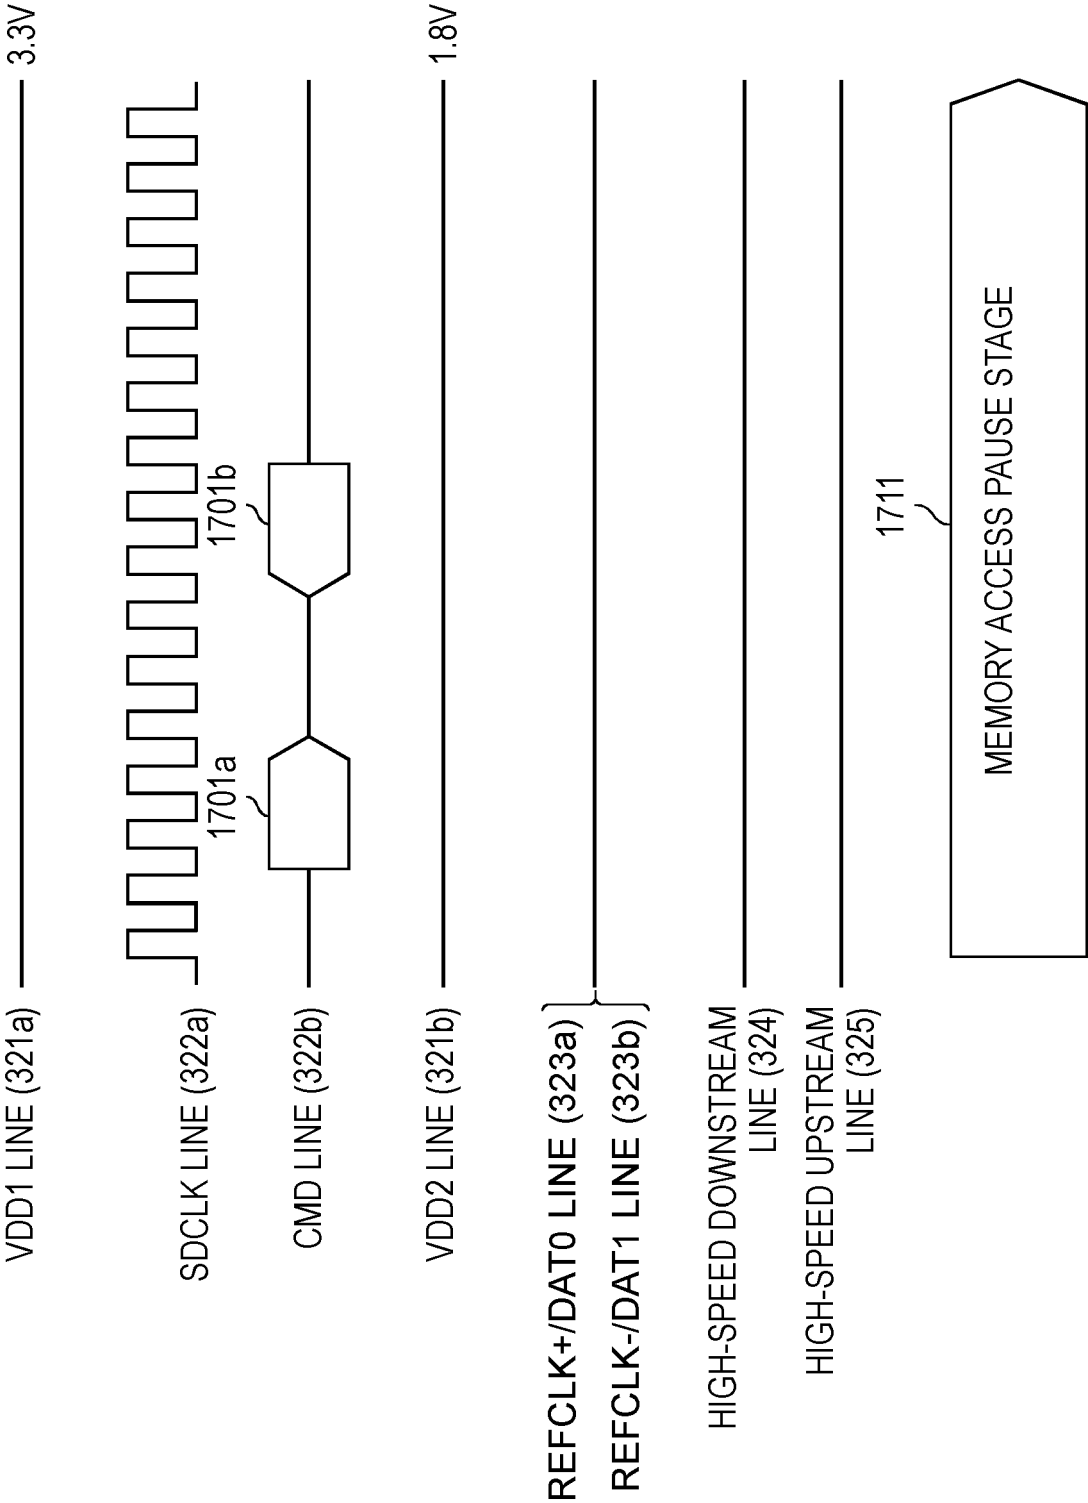 VDD1 LINE (321a)
3.3V
SDCLK LINE (322a)
1701a
1701b
CMD LINE (322b)
VDD2 LINE (321b)
1.8V
REFCLK+/DAT0 LINE (323a)
REFCLK-/DAT1 LINE (323b)
HIGH-SPEED DOWNSTREAM
LINE (324)
HIGH-SPEED UPSTREAM
LINE (325)
1711
MEMORY ACCESS PAUSE STAGE